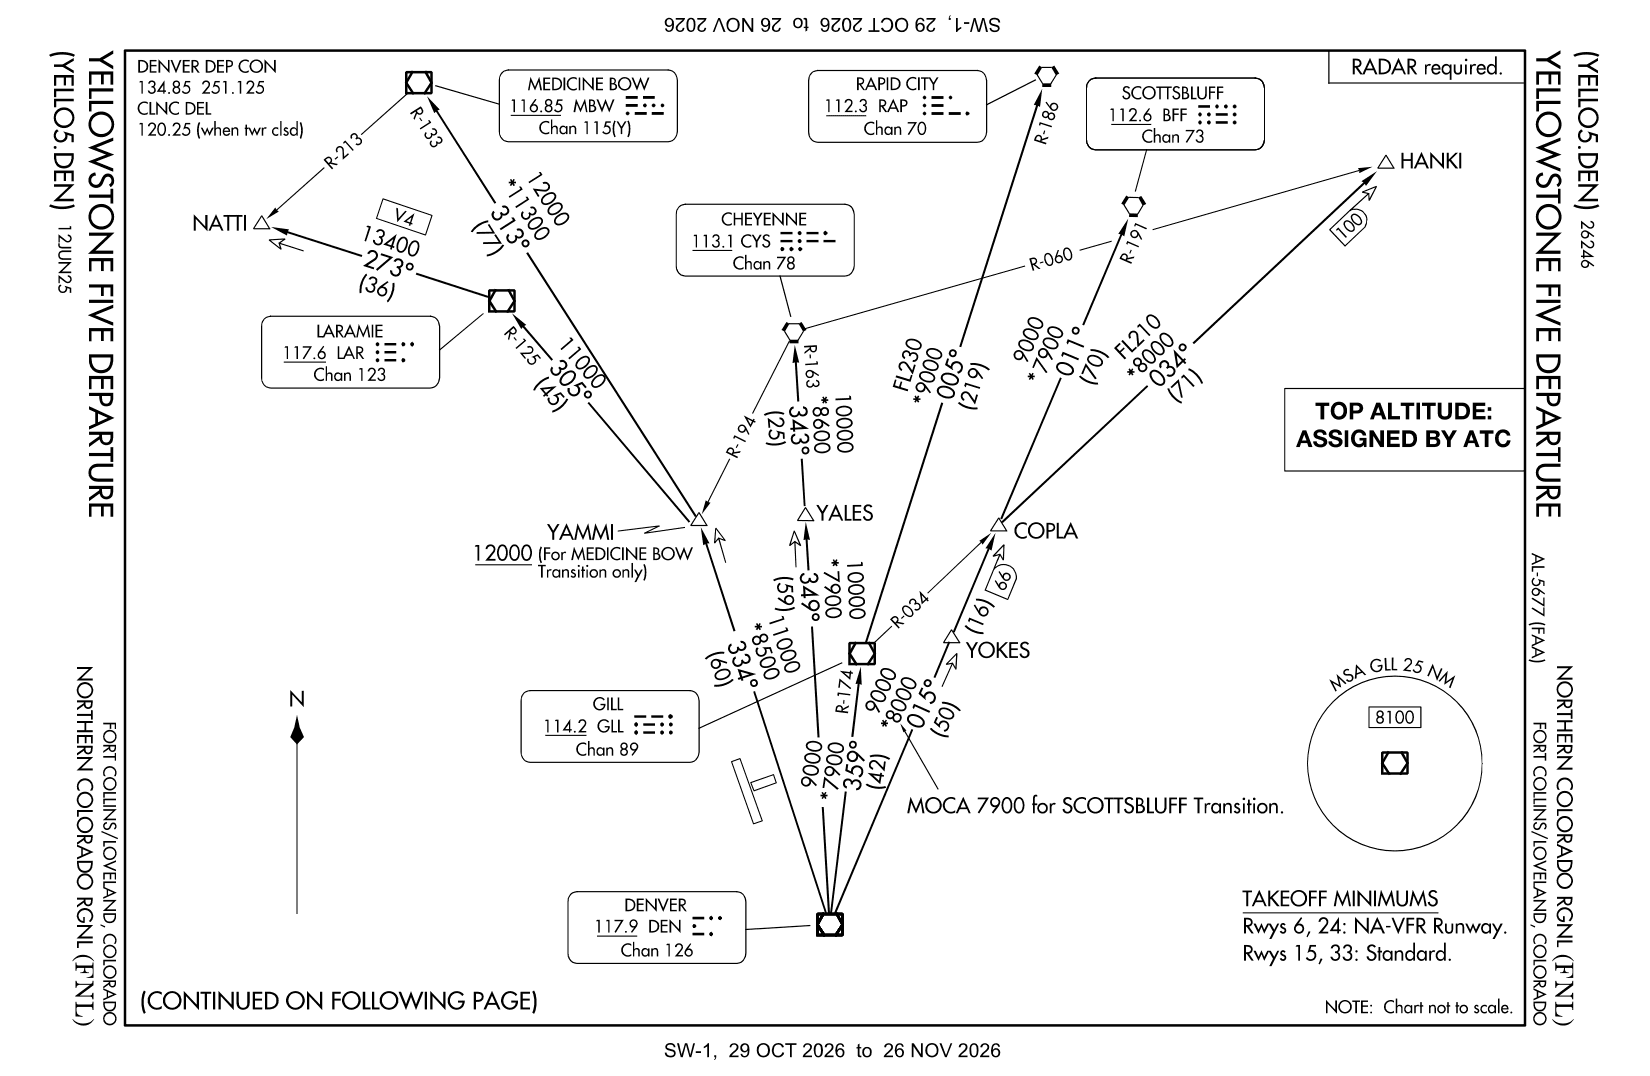 SW-1, 29 OCT 2026 to 26 NOV 2026
(YELLO5.DEN) 12JUN25
YELLOWSTONE FIVE DEPARTURE
NORTHERN COLORADO RGNL (FNL)
FORT COLLINS/LOVELAND, COLORADO
DENVER DEP CON
134.85 251.125
CLNC DEL
120.25 (when twr clsd)
MEDICINE BOW
116.85 MBW
Chan 115(Y)
RAPID CITY
112.3 RAP
Chan 70
SCOTTSBLUFF
112.6 BFF
Chan 73
RADAR required.
R-213
R-133
R-186
HANKI
100
NATTI
V4
13400
273°
(36)
12000
*11300
313°
(77)
CHEYENNE
113.1 CYS
Chan 78
R-060
R-191
LARAMIE
117.6 LAR
Chan 123
R-125
11000
305°
(45)
R-163
R-194
10000
*8600
343°
(25)
FL230
*9000
005°
(219)
9000
*7900
011°
(70)
FL210
*8000
034°
(71)
TOP ALTITUDE:
ASSIGNED BY ATC
YAMMI
12000 (For MEDICINE BOW
Transition only)
YALES
COPLA
66
(16)
R-034
YOKES
10000
*7900
349°
(59)
11000
*8500
334°
(60)
R-174
9000
*8000
015°
(50)
GILL
114.2 GLL
Chan 89
9000
*7900
359°
(42)
MOCA 7900 for SCOTTSBLUFF Transition.
MSA GLL 25 NM
8100
N
DENVER
117.9 DEN
Chan 126
TAKEOFF MINIMUMS
Rwys 6, 24: NA-VFR Runway.
Rwys 15, 33: Standard.
(CONTINUED ON FOLLOWING PAGE)
NOTE: Chart not to scale.
(YELLO5.DEN) 26246
YELLOWSTONE FIVE DEPARTURE
AL-5677 (FAA)
NORTHERN COLORADO RGNL (FNL)
FORT COLLINS/LOVELAND, COLORADO
SW-1, 29 OCT 2026 to 26 NOV 2026